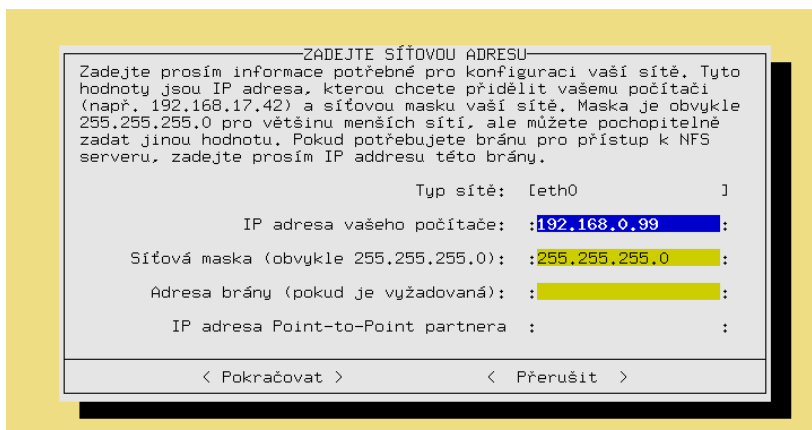 ZADEJTE SÍŤOVOU ADRESU
Zadejte prosím informace potřebné pro konfiguraci vaší sítě. Tyto
hodnoty jsou IP adresa, kterou chcete přidělit vašemu počítači
(např. 192.168.17.42) a síťovou masku vaší sítě. Maska je obvykle
255.255.255.0 pro většinu menších sítí, ale můžete pochopitelně
zadat jinou hodnotu. Pokud potřebujete bránu pro přístup k NFS
serveru, zadejte prosím IP addresu této brány.
Typ sítě: [eth0 ]
IP adresa vašeho počítače: :192.168.0.99 :
Síťová maska (obvykle 255.255.255.0): :255.255.255.0 :
Adresa brány (pokud je vyžadovaná): : :
IP adresa Point-to-Point partnera : :
< Pokračovat > < Přerušit >